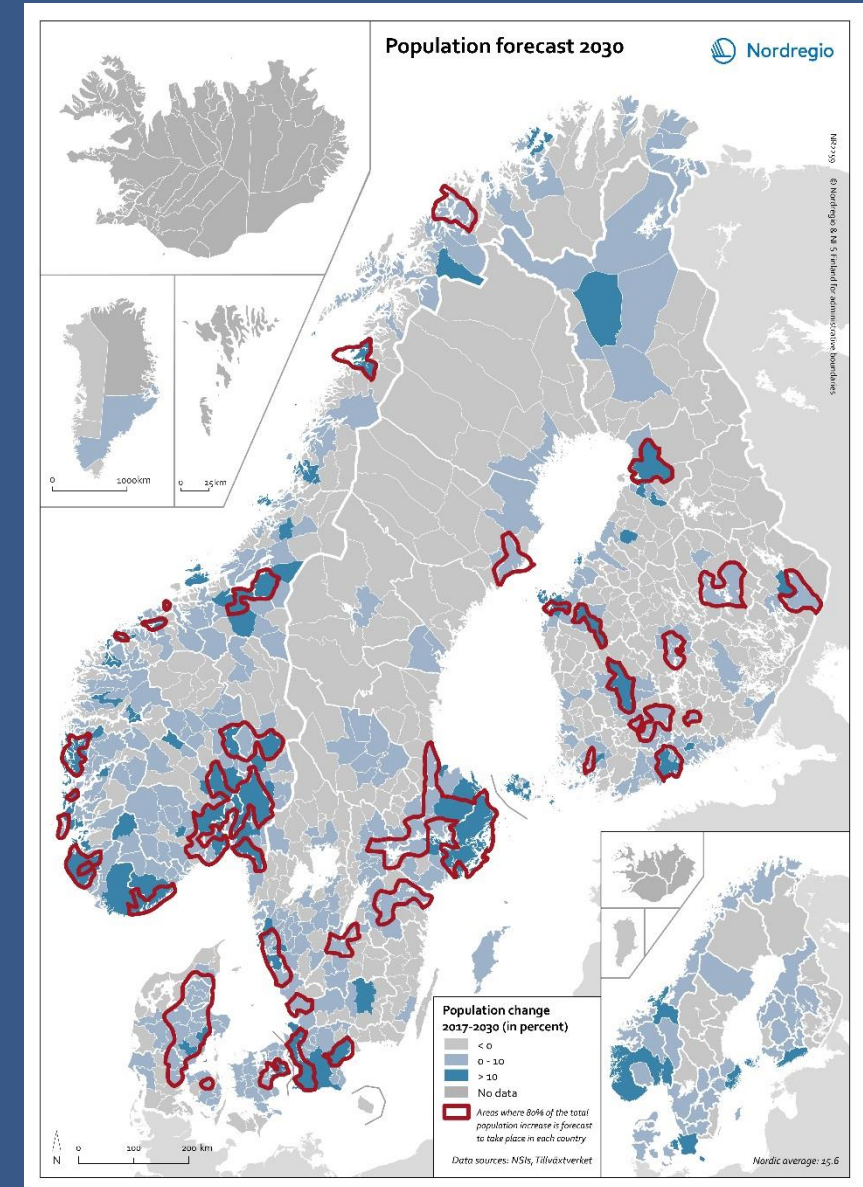 Population forecast 2030
Nordregio
NR2259 © Nordregio & NLS Finland for administrative boundaries
0 1000km
0 25km
Population change
2017-2030 (in percent)
< 0
0 - 10
> 10
No data
Areas where 80% of the total
population increase is forecast
to take place in each country
Data sources: NSIs, Tillväxtverket
N
0 100 200 km
Nordic average: 15.6